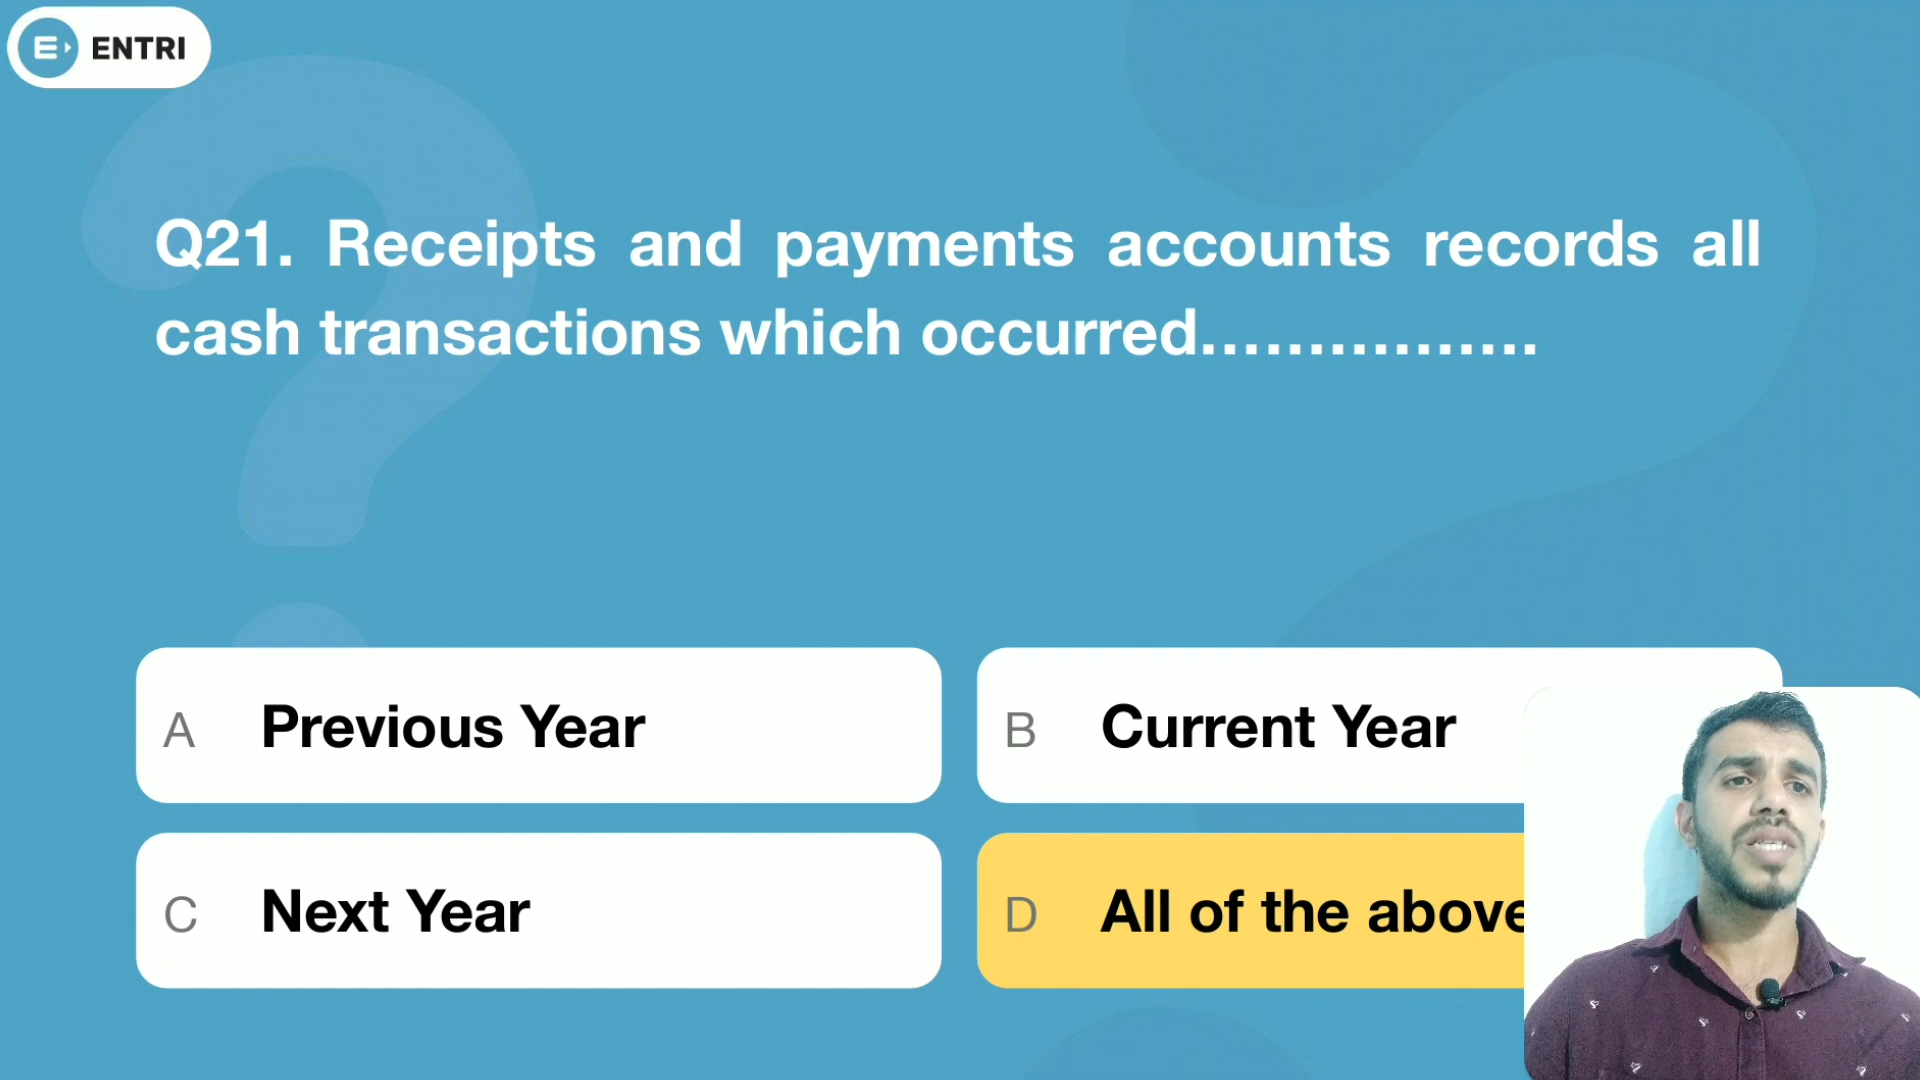 ENTRI
Q21. Receipts and payments accounts records all
cash transactions which occurred................
A Previous Year
B Current Year
C Next Year
D All of the above